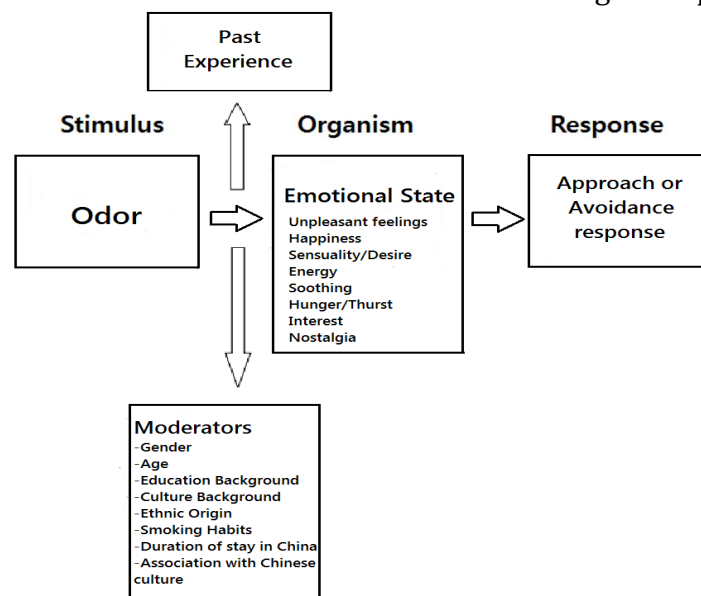 Past
Experience
Stimulus
Organism
Response
Odor
Emotional State
Unpleasant feelings
Happiness
Sensuality/Desire
Energy
Soothing
Hunger/Thurst
Interest
Nostalgia
Approach or
Avoidance
response
Moderators
-Gender
-Age
-Education Background
-Culture Background
-Ethnic Origin
-Smoking Habits
-Duration of stay in China
-Association with Chinese
culture